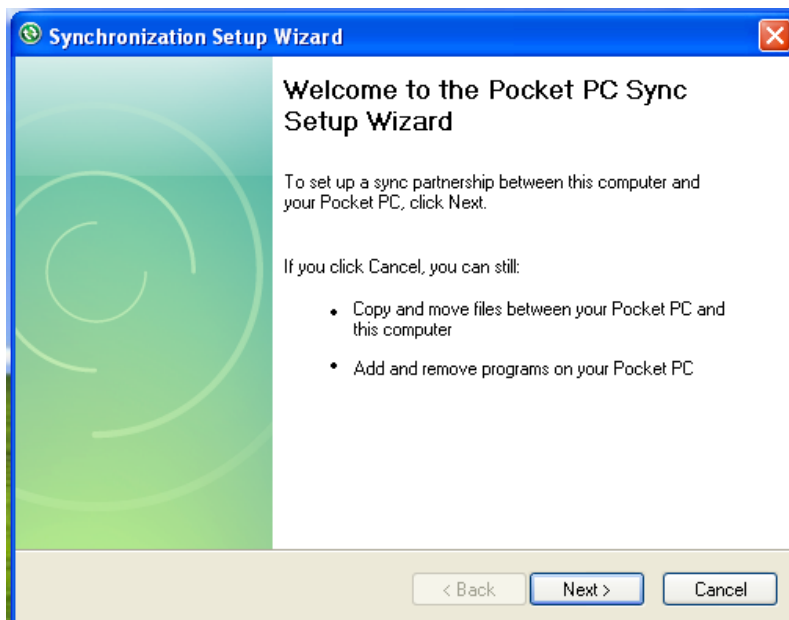 Synchronization Setup Wizard
Welcome to the Pocket PC Sync
Setup Wizard
To set up a sync partnership between this computer and
your Pocket PC, click Next.
If you click Cancel, you can still:
• Copy and move files between your Pocket PC and
this computer
• Add and remove programs on your Pocket PC
< Back Next > Cancel